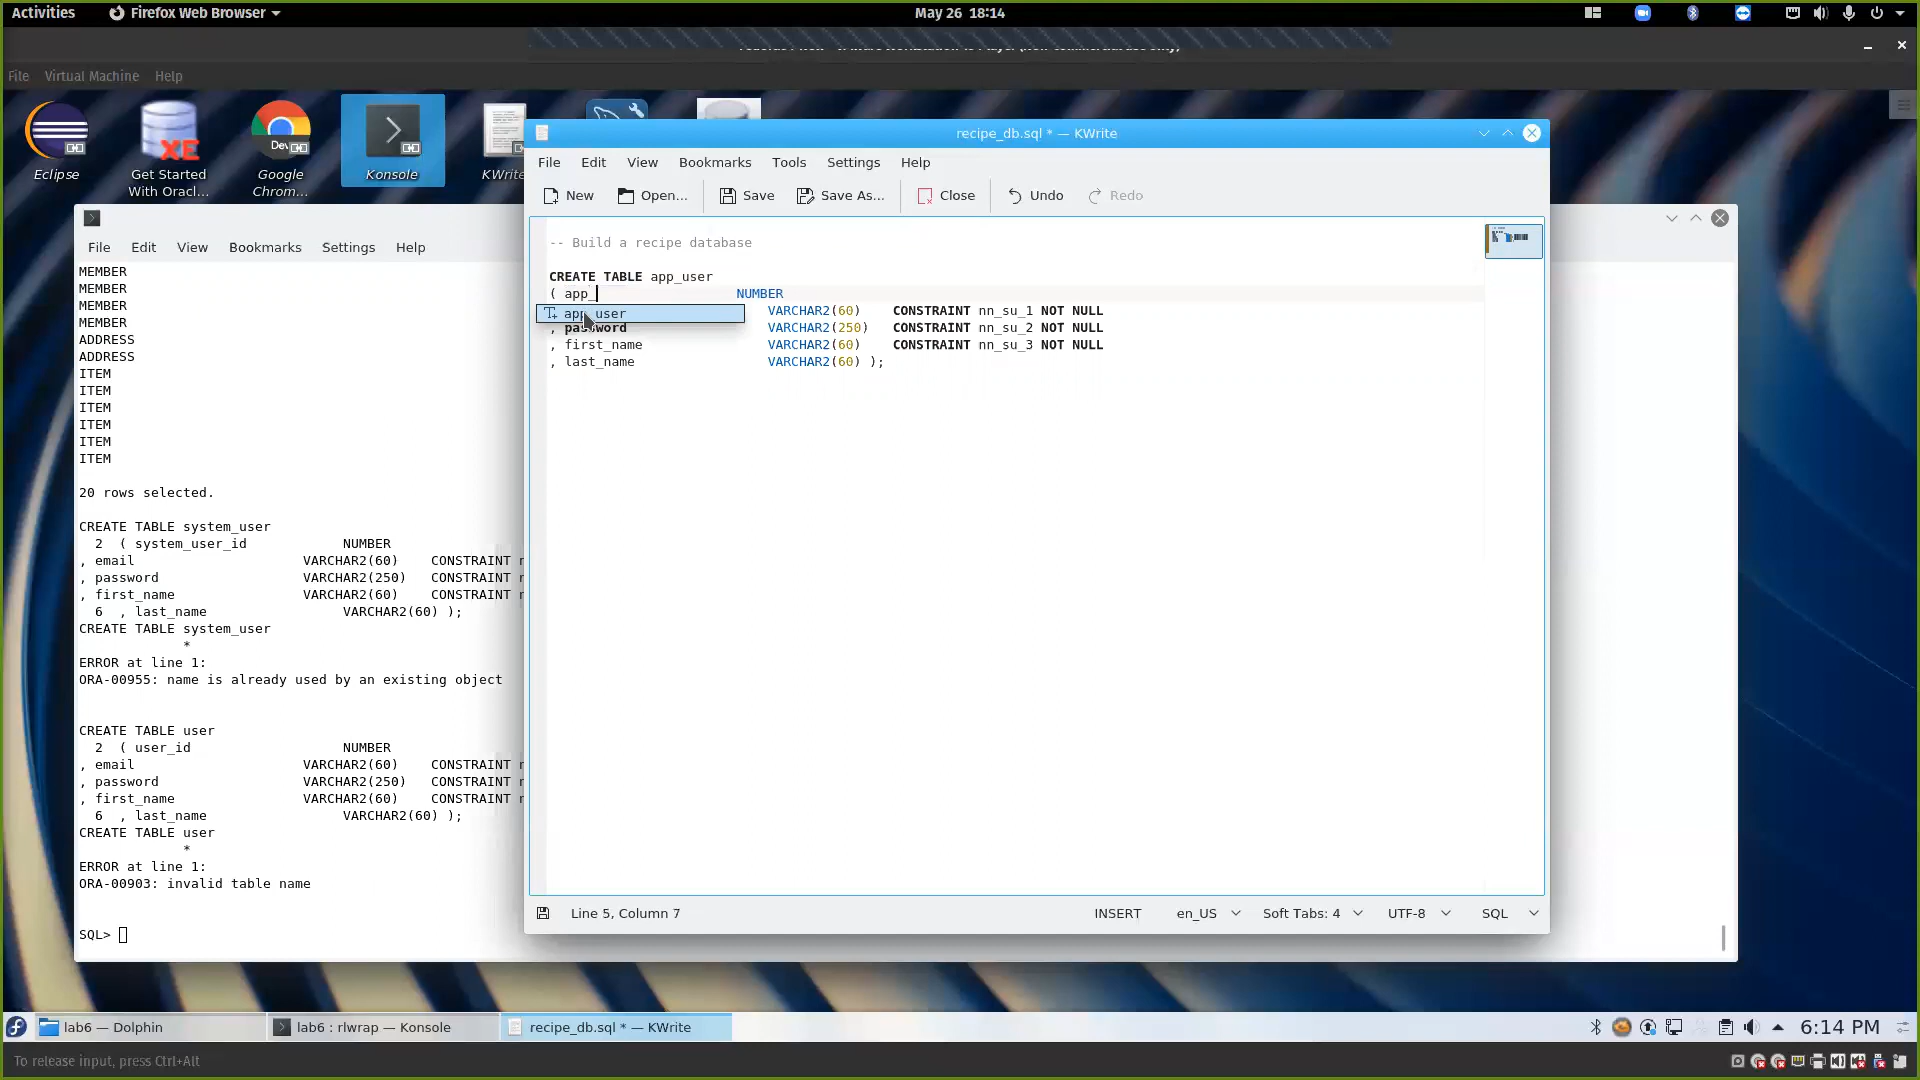 Activities
Firefox Web Browser
May 26 18:14
File Virtual Machine Help
Eclipse
Get Started
With Oracl...
Google
Chrom...
Dev
XE
Konsole
KWrite
recipe_db.sql * — KWrite
File Edit View Bookmarks Tools Settings Help
New Open... Save Save As... Close Undo Redo
-- Build a recipe database
CREATE TABLE app_user
( app_ NUMBER
app_user
VARCHAR2(60) CONSTRAINT nn_su_1 NOT NULL
, password VARCHAR2(250) CONSTRAINT nn_su_2 NOT NULL
, first_name VARCHAR2(60) CONSTRAINT nn_su_3 NOT NULL
, last_name VARCHAR2(60) );
Line 5, Column 7
INSERT
en_US
Soft Tabs: 4
UTF-8
SQL
File Edit View Bookmarks Settings Help
MEMBER
MEMBER
MEMBER
MEMBER
ADDRESS
ADDRESS
ITEM
ITEM
ITEM
ITEM
ITEM
ITEM
20 rows selected.
CREATE TABLE system_user
2 ( system_user_id NUMBER
, email VARCHAR2(60) CONSTRAINT
, password VARCHAR2(250) CONSTRAINT
, first_name VARCHAR2(60) CONSTRAINT
6 , last_name VARCHAR2(60) );
CREATE TABLE system_user
*
ERROR at line 1:
ORA-00955: name is already used by an existing object
CREATE TABLE user
2 ( user_id NUMBER
, email VARCHAR2(60) CONSTRAINT
, password VARCHAR2(250) CONSTRAINT
, first_name VARCHAR2(60) CONSTRAINT
6 , last_name VARCHAR2(60) );
CREATE TABLE user
*
ERROR at line 1:
ORA-00903: invalid table name
SQL>
lab6 — Dolphin
lab6 : rlwrap — Konsole
recipe_db.sql * — KWrite
6:14 PM
To release input, press Ctrl+Alt